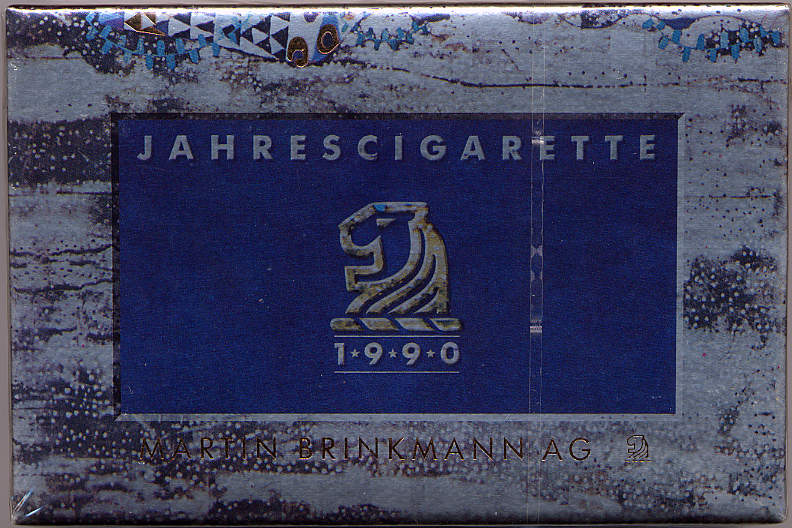 JAHRESCIGARETTE
1★9★9★0
MARTIN BRINKMANN AG